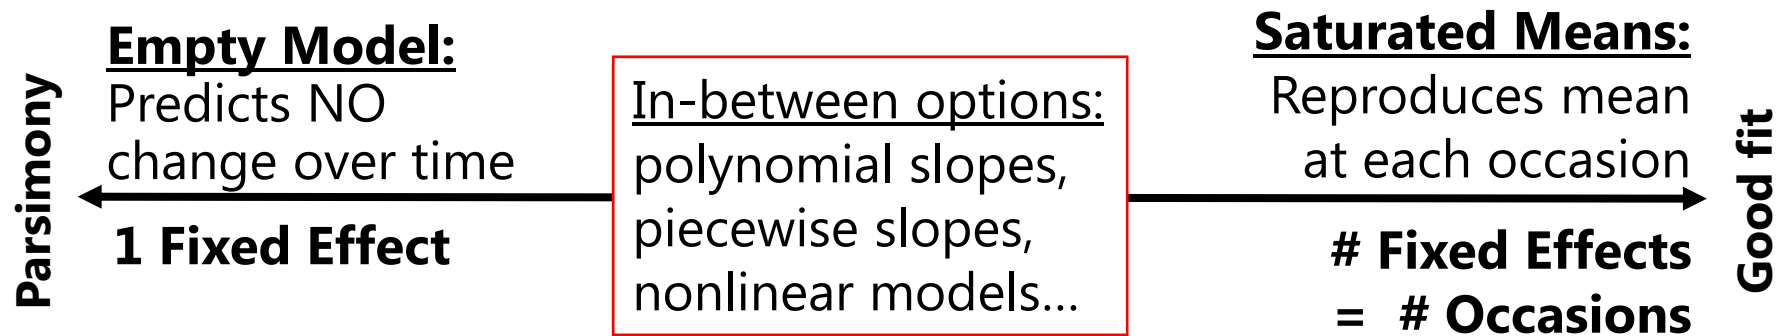 Parsimony
Empty Model:
Predicts NO
change over time
1 Fixed Effect
In-between options:
polynomial slopes,
piecewise slopes,
nonlinear models…
Saturated Means:
Reproduces mean
at each occasion
# Fixed Effects
= # Occasions
Good fit